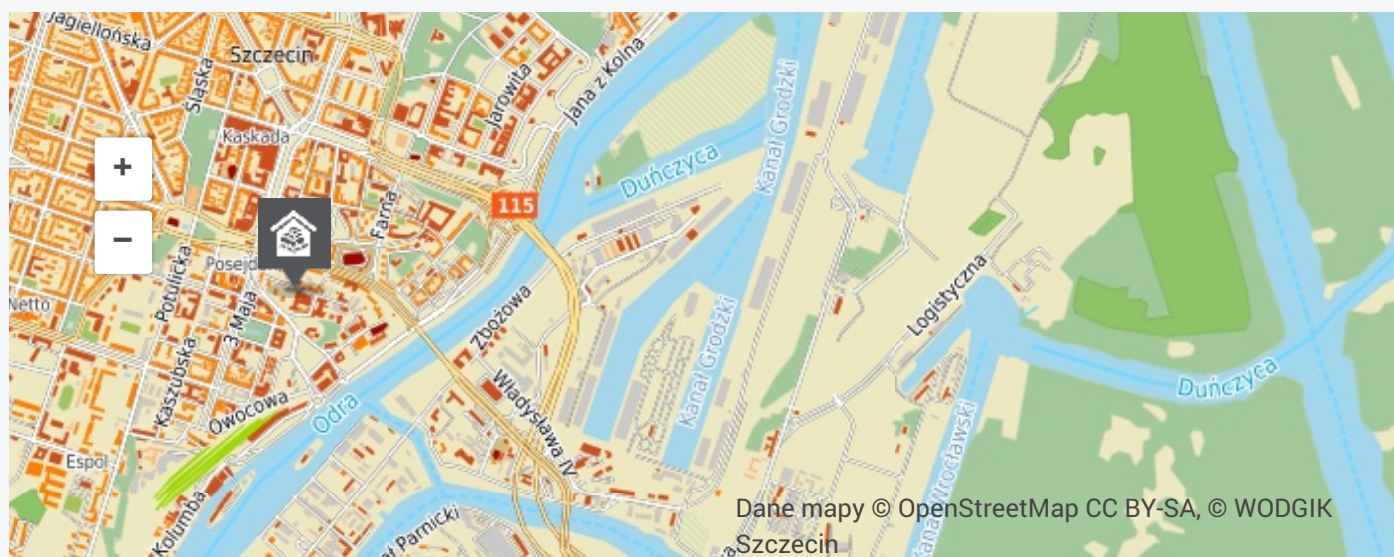 Jagiellońska
Szczecin
Śląska
Kaskada
Jarowita
Jana z Kolna
Kanał Grodzki
Duńczyca
+
−
115
Farna
Potulicka
3 Maja
Netto
Kaszubska
Zbożowa
Władysława IV
Kanał Grodzki
Logistyczna
Duńczyca
Owocowa
Odra
Espol
Kolumba
Parnicki
Kanał Wrocławski
Dane mapy © OpenStreetMap CC BY-SA, © WODGIK
Szczecin